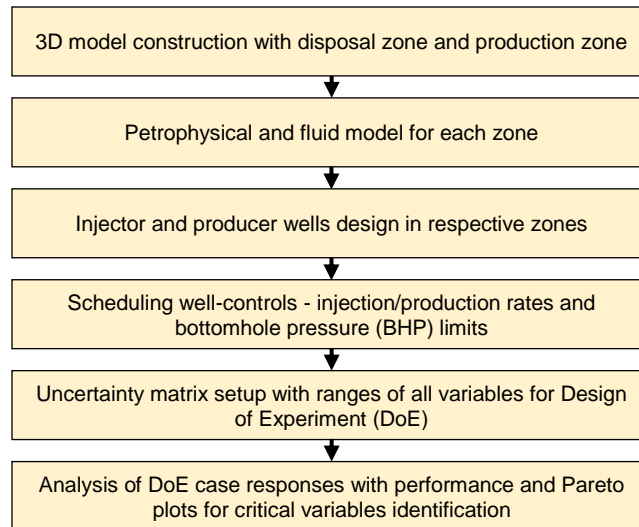 3D model construction with disposal zone and production zone
Petrophysical and fluid model for each zone
Injector and producer wells design in respective zones
Scheduling well-controls - injection/production rates and
bottomhole pressure (BHP) limits
Uncertainty matrix setup with ranges of all variables for Design
of Experiment (DoE)
Analysis of DoE case responses with performance and Pareto
plots for critical variables identification